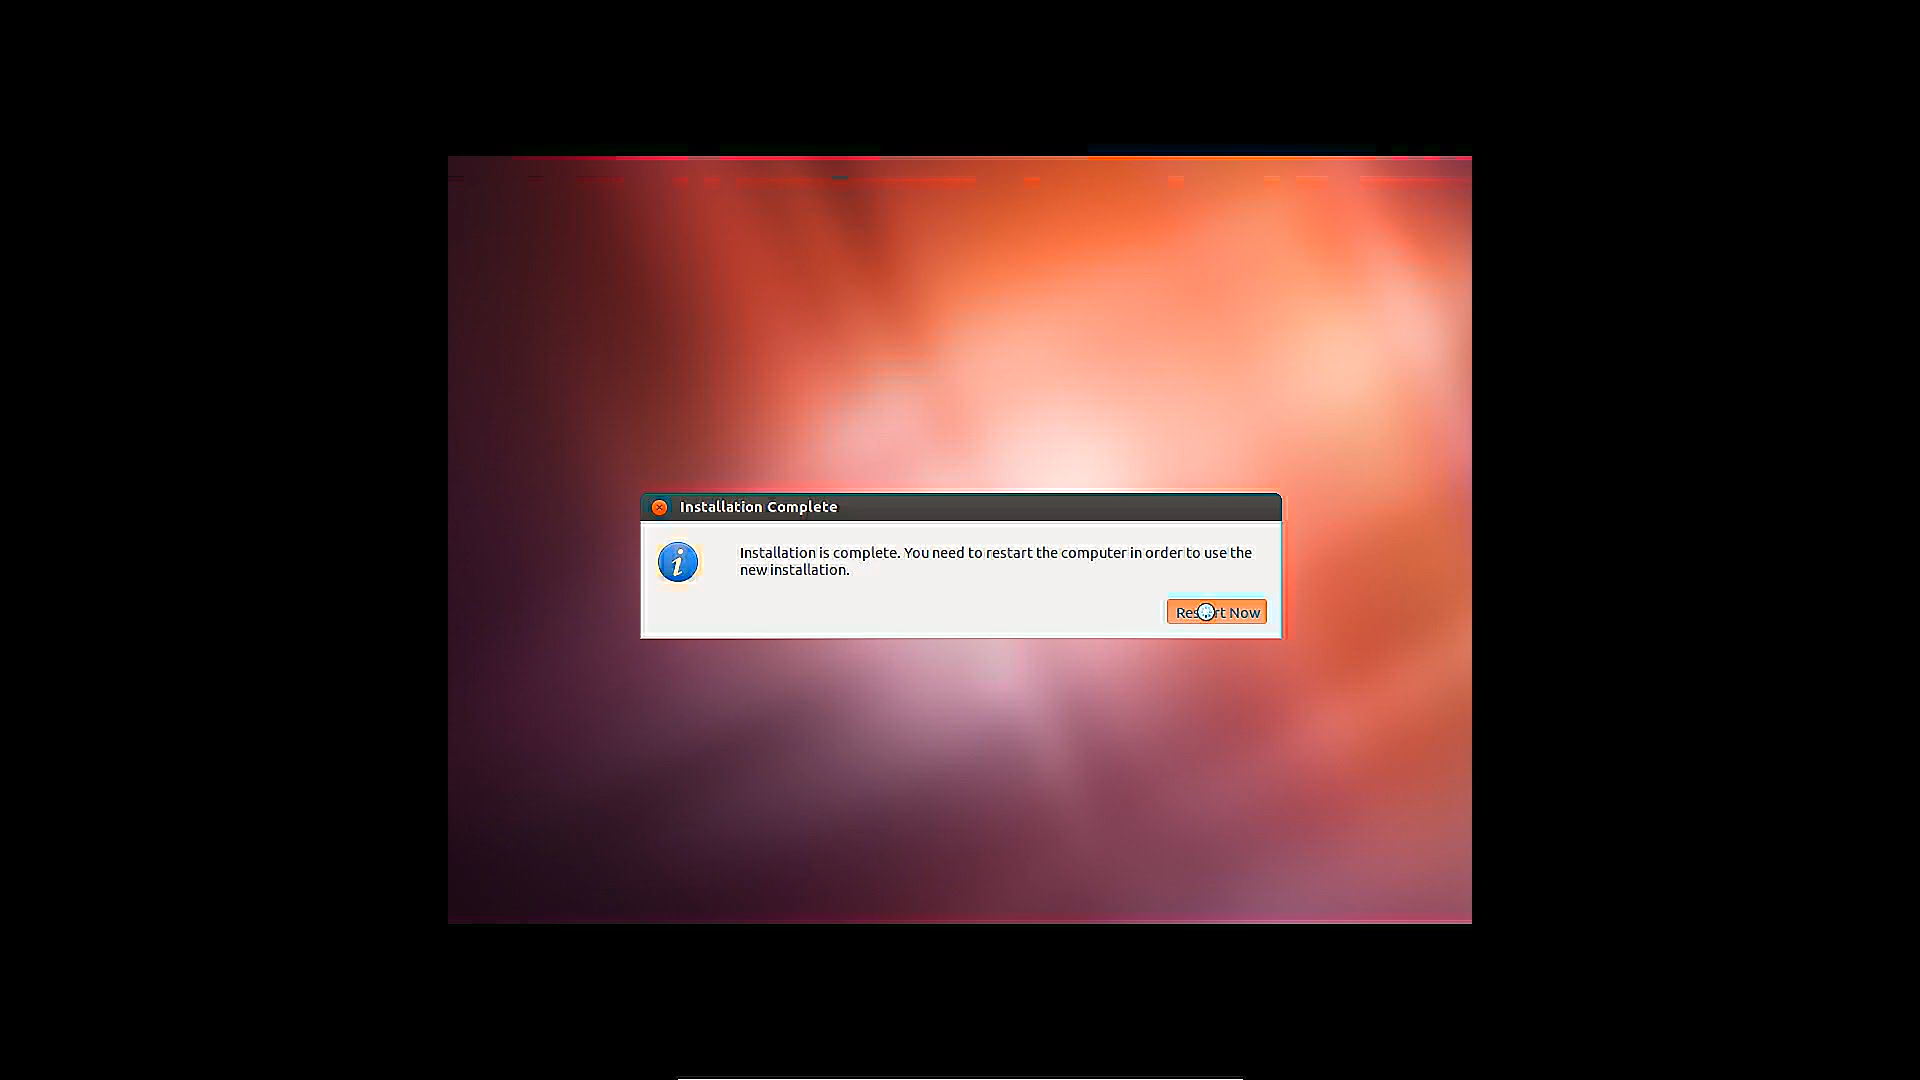 Installation Complete
Installation is complete. You need to restart the computer in order to use the
new installation.
Restart Now